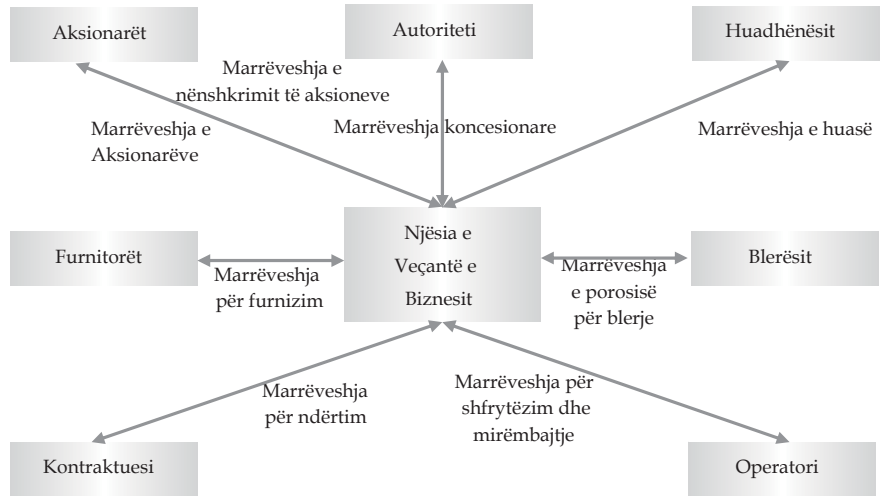 Aksionarët
Autoriteti
Huadhënësit
Marrëveshja e
nënshkrimit të aksioneve
Marrëveshja e
Aksionarëve
Marrëveshja koncesionare
Marrëveshja e huasë
Furnitorët
Marrëveshja
për furnizim
Njësia e
Veçantë e
Biznesit
Marrëveshja
e porosisë
për blerje
Blerësit
Marrëveshja
për ndërtim
Marrëveshja për
shfrytëzim dhe
mirëmbajtje
Kontraktuesi
Operatori